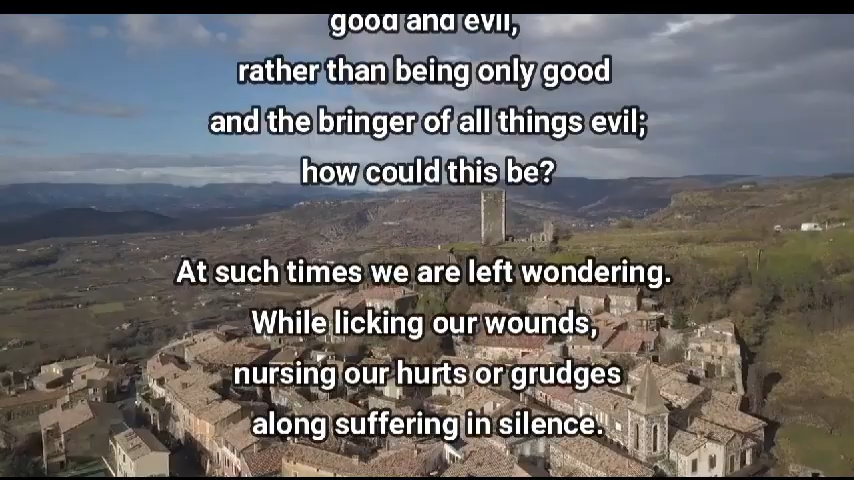 good and evil,
rather than being only good
and the bringer of all things evil;
how could this be?
At such times we are left wondering.
While licking our wounds,
nursing our hurts or grudges
along suffering in silence.